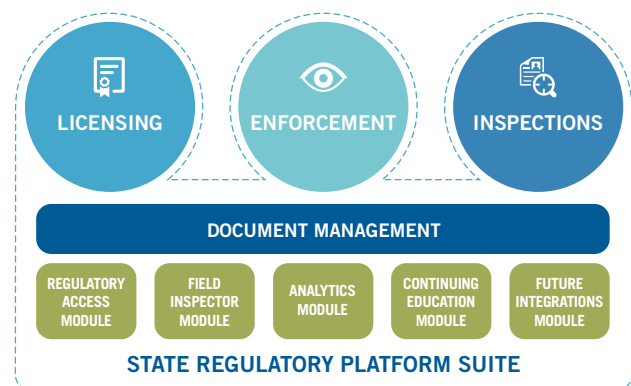 LICENSING
ENFORCEMENT
INSPECTIONS
DOCUMENT MANAGEMENT
REGULATORY
ACCESS
MODULE
FIELD
INSPECTOR
MODULE
ANALYTICS
MODULE
CONTINUING
EDUCATION
MODULE
FUTURE
INTEGRATIONS
MODULE
STATE REGULATORY PLATFORM SUITE